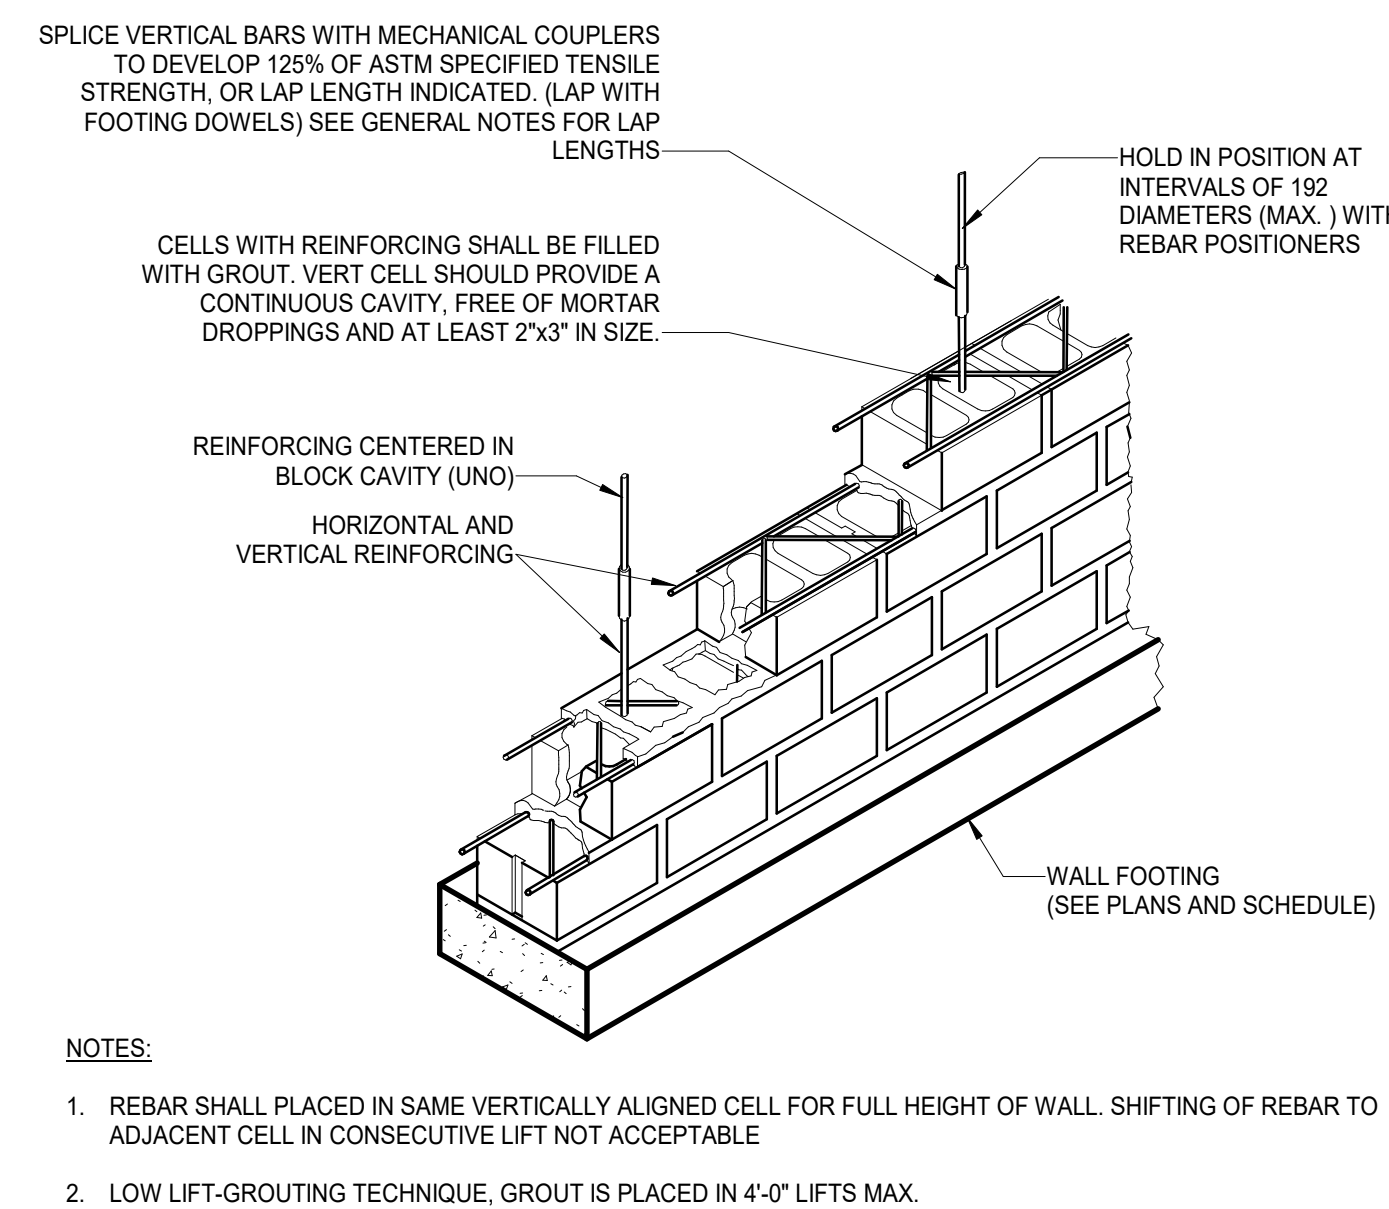 SPLICE VERTICAL BARS WITH MECHANICAL COUPLERS
TO DEVELOP 125% OF ASTM SPECIFIED TENSILE
STRENGTH, OR LAP LENGTH INDICATED. (LAP WITH
FOOTING DOWELS) SEE GENERAL NOTES FOR LAP
LENGTHS
HOLD IN POSITION AT
INTERVALS OF 192
DIAMETERS (MAX. ) WITH
REBAR POSITIONERS
CELLS WITH REINFORCING SHALL BE FILLED
WITH GROUT. VERT CELL SHOULD PROVIDE A
CONTINUOUS CAVITY, FREE OF MORTAR
DROPPINGS AND AT LEAST 2"x3" IN SIZE.
REINFORCING CENTERED IN
BLOCK CAVITY (UNO)
HORIZONTAL AND
VERTICAL REINFORCING
WALL FOOTING
(SEE PLANS AND SCHEDULE)
NOTES:
1. REBAR SHALL PLACED IN SAME VERTICALLY ALIGNED CELL FOR FULL HEIGHT OF WALL. SHIFTING OF REBAR TO
ADJACENT CELL IN CONSECUTIVE LIFT NOT ACCEPTABLE
2. LOW LIFT-GROUTING TECHNIQUE, GROUT IS PLACED IN 4'-0" LIFTS MAX.